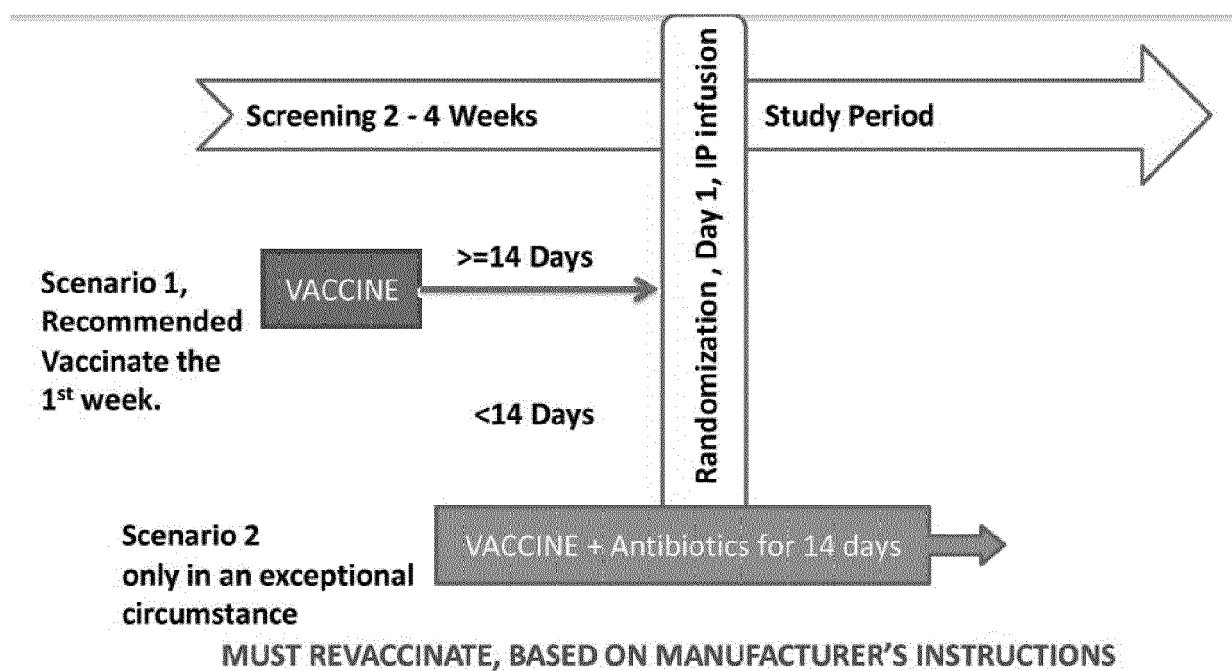 Screening 2 - 4 Weeks
Randomization , Day 1, IP infusion
Study Period
Scenario 1,
Recommended
Vaccinate the
1st week.
VACCINE
>=14 Days
<14 Days
Scenario 2
only in an exceptional
circumstance
VACCINE + Antibiotics for 14 days
MUST REVACCINATE, BASED ON MANUFACTURER'S INSTRUCTIONS